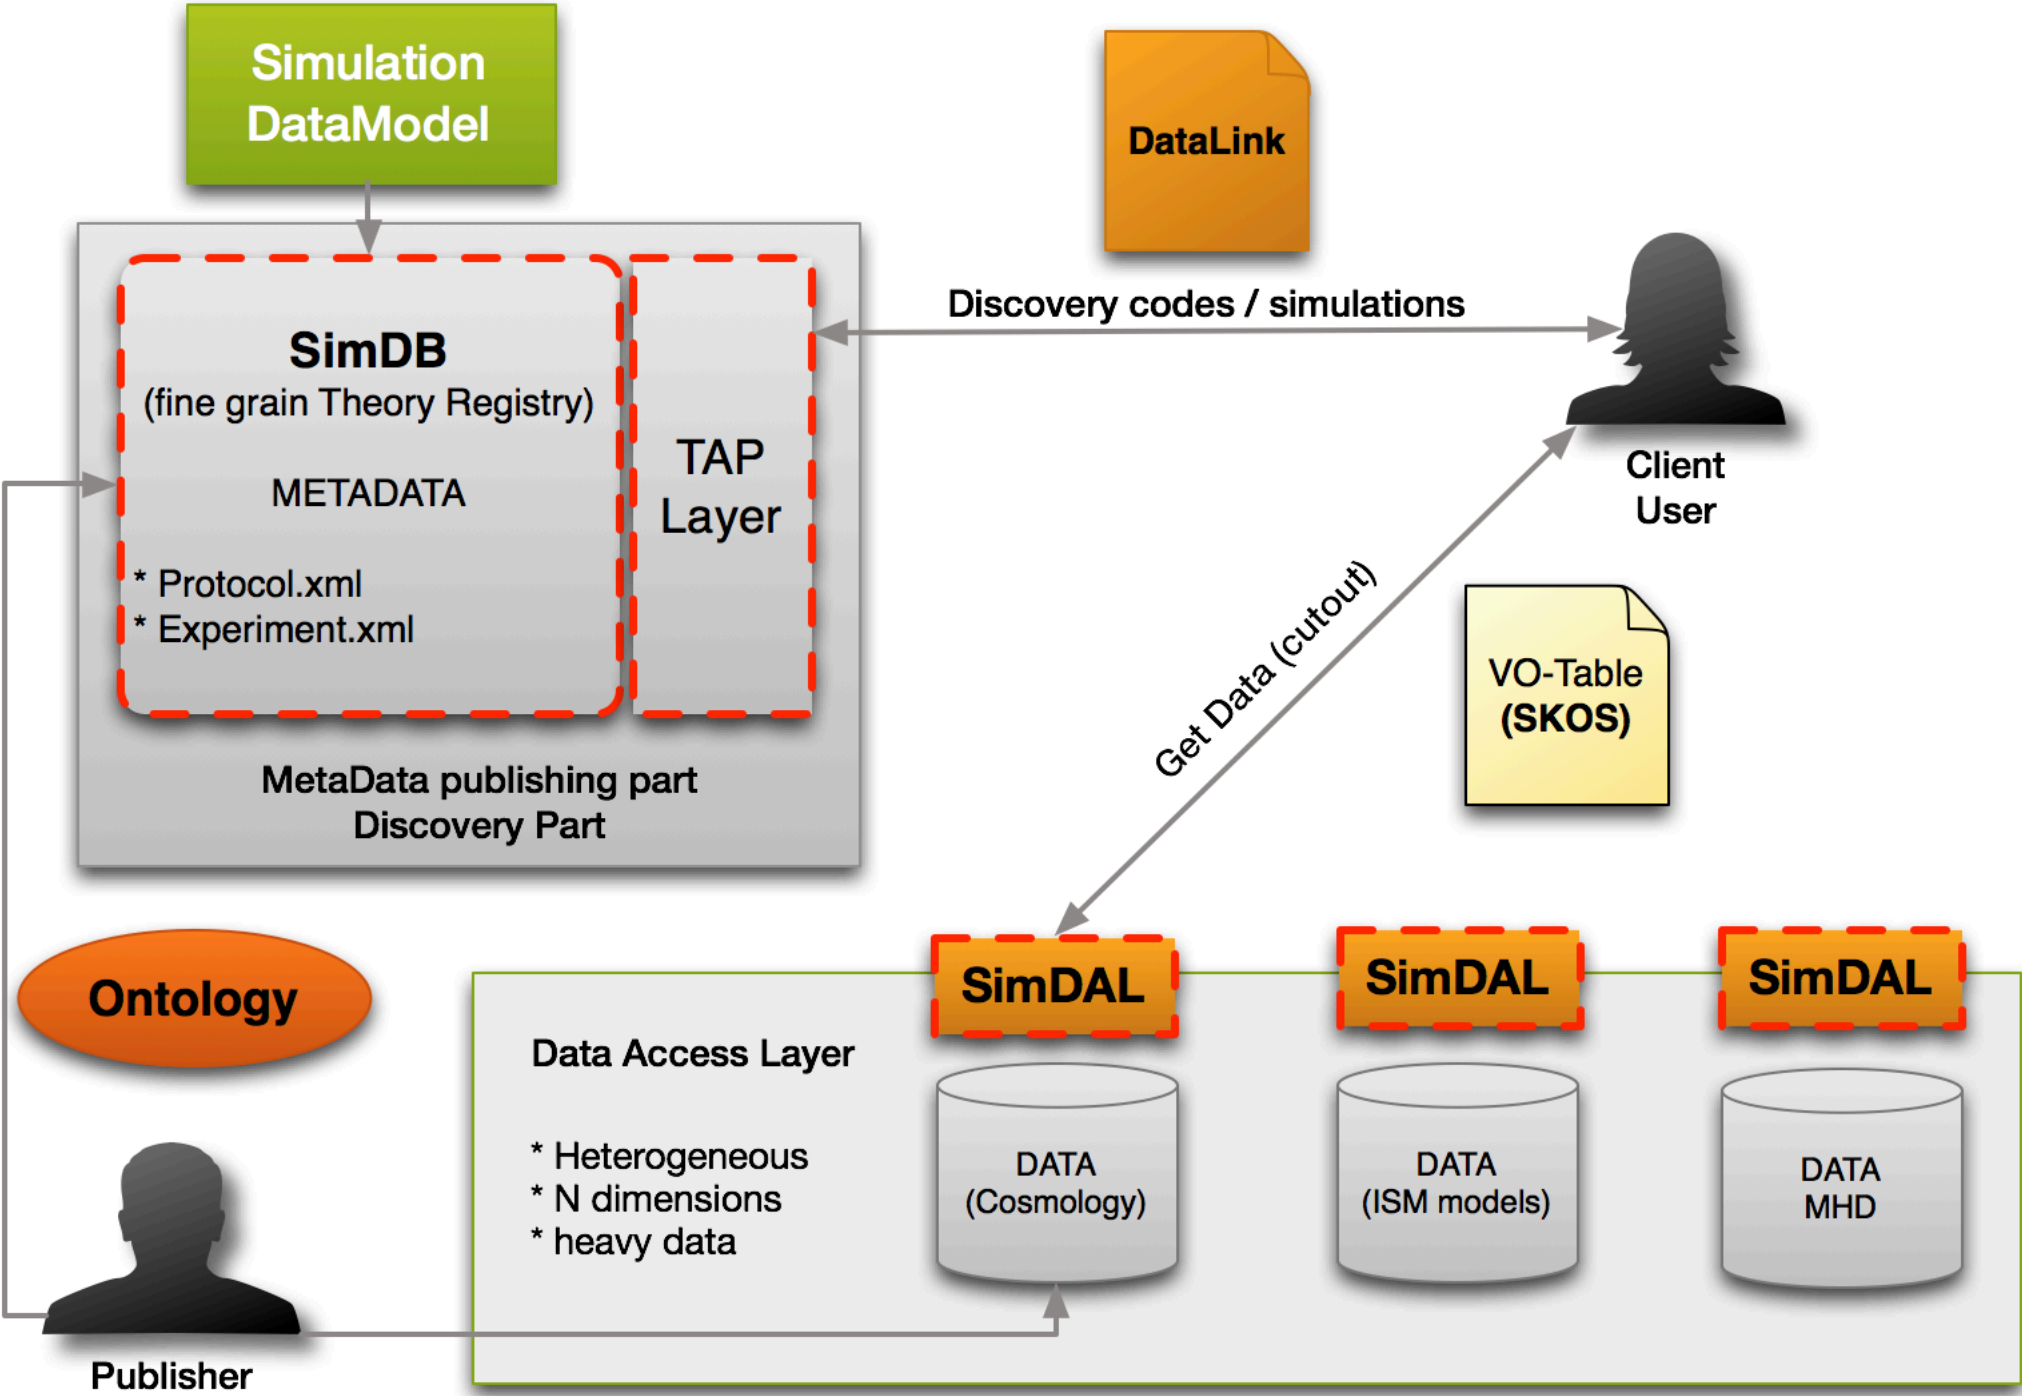 Simulation
DataModel
DataLink
Discovery codes / simulations
SimDB
(fine grain Theory Registry)
METADATA
* Protocol.xml
* Experiment.xml
TAP
Layer
MetaData publishing part
Discovery Part
Client
User
Get Data (cutout)
VO-Table
(SKOS)
Ontology
Publisher
Data Access Layer
* Heterogeneous
* N dimensions
* heavy data
SimDAL
DATA
(Cosmology)
SimDAL
DATA
(ISM models)
SimDAL
DATA
MHD